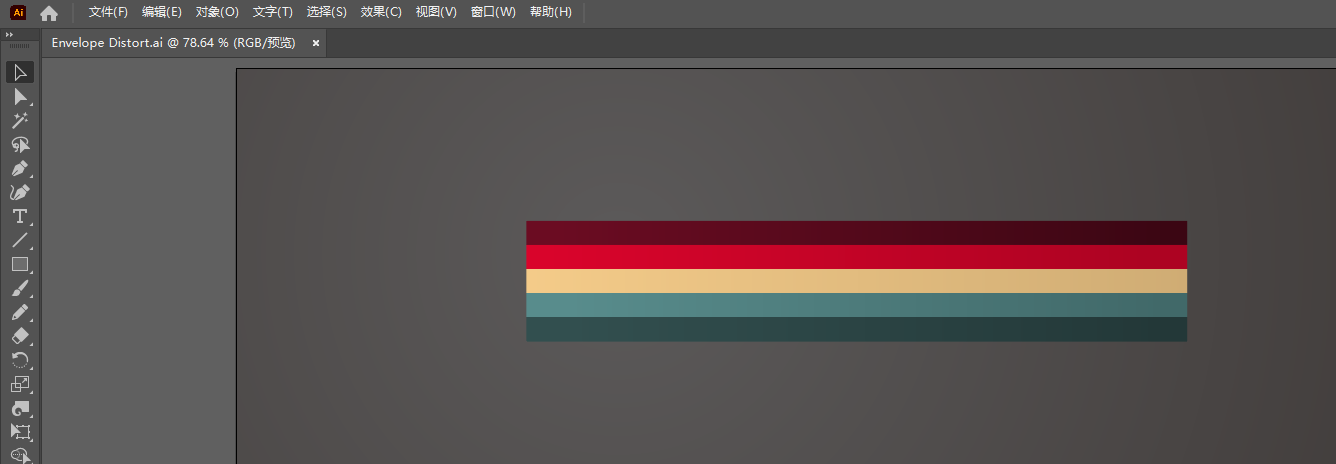 Ai 文件(F) 编辑(E) 对象(O) 文字(T) 选择(S) 效果(C) 视图(V) 窗口(W) 帮助(H)
Envelope Distort.ai @ 78.64 % (RGB/预览) ×